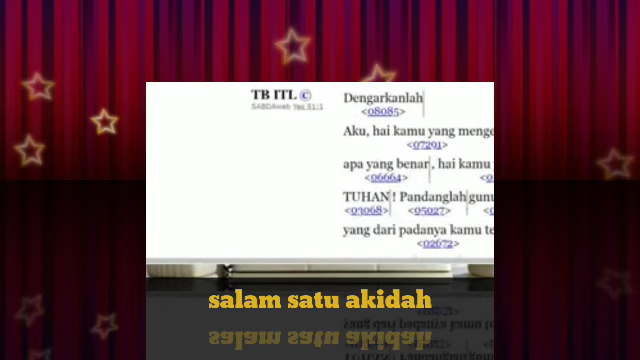 TB ITL ©
SABDAweb Yes 51:1
Dengarkanlah
<08085>
Aku, hai kamu yang menge
<07291>
apa yang benar, hai kamu
<06664>
TUHAN! Pandanglah gunu
<03068> <05027>
yang dari padanya kamu te
<02672>
salam satu akidah